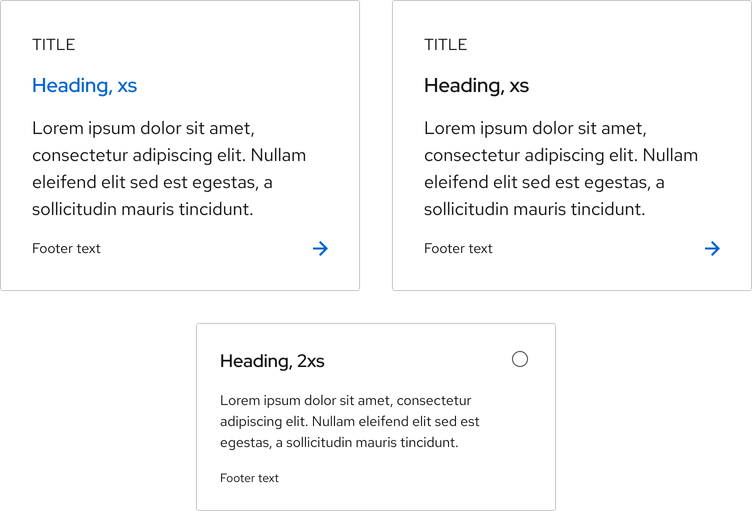 TITLE
Heading, xs
Lorem ipsum dolor sit amet,
consectetur adipiscing elit. Nullam
eleifend elit sed est egestas, a
sollicitudin mauris tincidunt.
Footer text
TITLE
Heading, xs
Lorem ipsum dolor sit amet,
consectetur adipiscing elit. Nullam
eleifend elit sed est egestas, a
sollicitudin mauris tincidunt.
Footer text
Heading, 2xs
Lorem ipsum dolor sit amet, consectetur
adipiscing elit. Nullam eleifend elit sed est
egestas, a sollicitudin mauris tincidunt.
Footer text